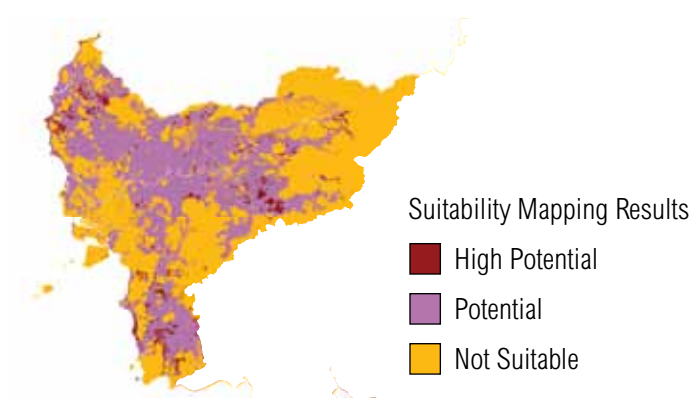 Suitability Mapping Results
High Potential
Potential
Not Suitable